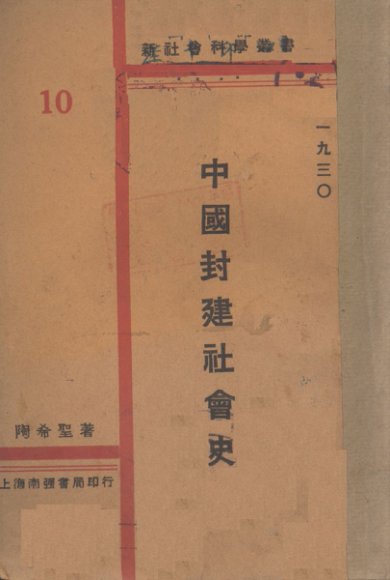 新社會科學叢書
10
一九三〇
中國封建社會史
陶希聖著
上海南强書局印行